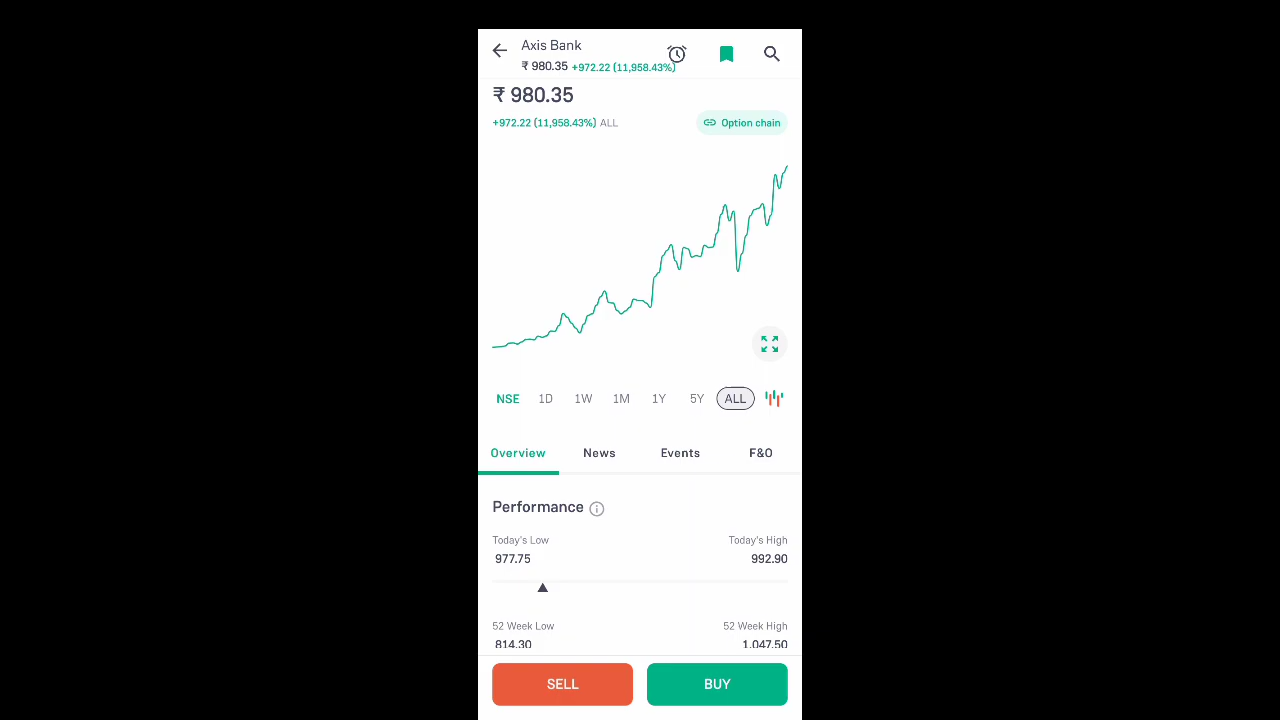 Axis Bank
₹ 980.35 +972.22 (11,958.43%)
₹ 980.35
+972.22 (11,958.43%) ALL
Option chain
NSE 1D 1W 1M 1Y 5Y ALL
Overview News Events F&O
Performance
Today's Low Today's High
977.75 992.90
52 Week Low 52 Week High
814.30 1,047.50
SELL BUY